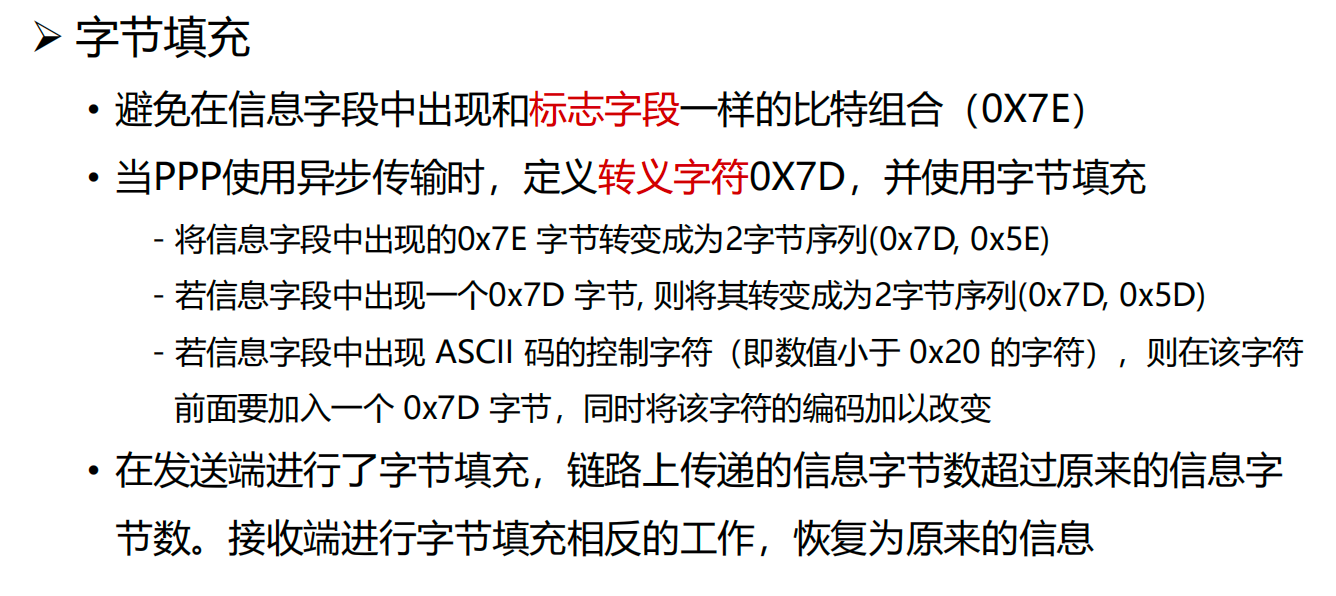 ➢ 字节填充
• 避免在信息字段中出现和标志字段一样的比特组合（0X7E）
• 当PPP使用异步传输时，定义转义字符0X7D，并使用字节填充
- 将信息字段中出现的0x7E 字节转变成为2字节序列(0x7D, 0x5E)
- 若信息字段中出现一个0x7D 字节, 则将其转变成为2字节序列(0x7D, 0x5D)
- 若信息字段中出现 ASCII 码的控制字符（即数值小于 0x20 的字符），则在该字符
前面要加入一个 0x7D 字节，同时将该字符的编码加以改变
• 在发送端进行了字节填充，链路上传递的信息字节数超过原来的信息字
节数。接收端进行字节填充相反的工作，恢复为原来的信息